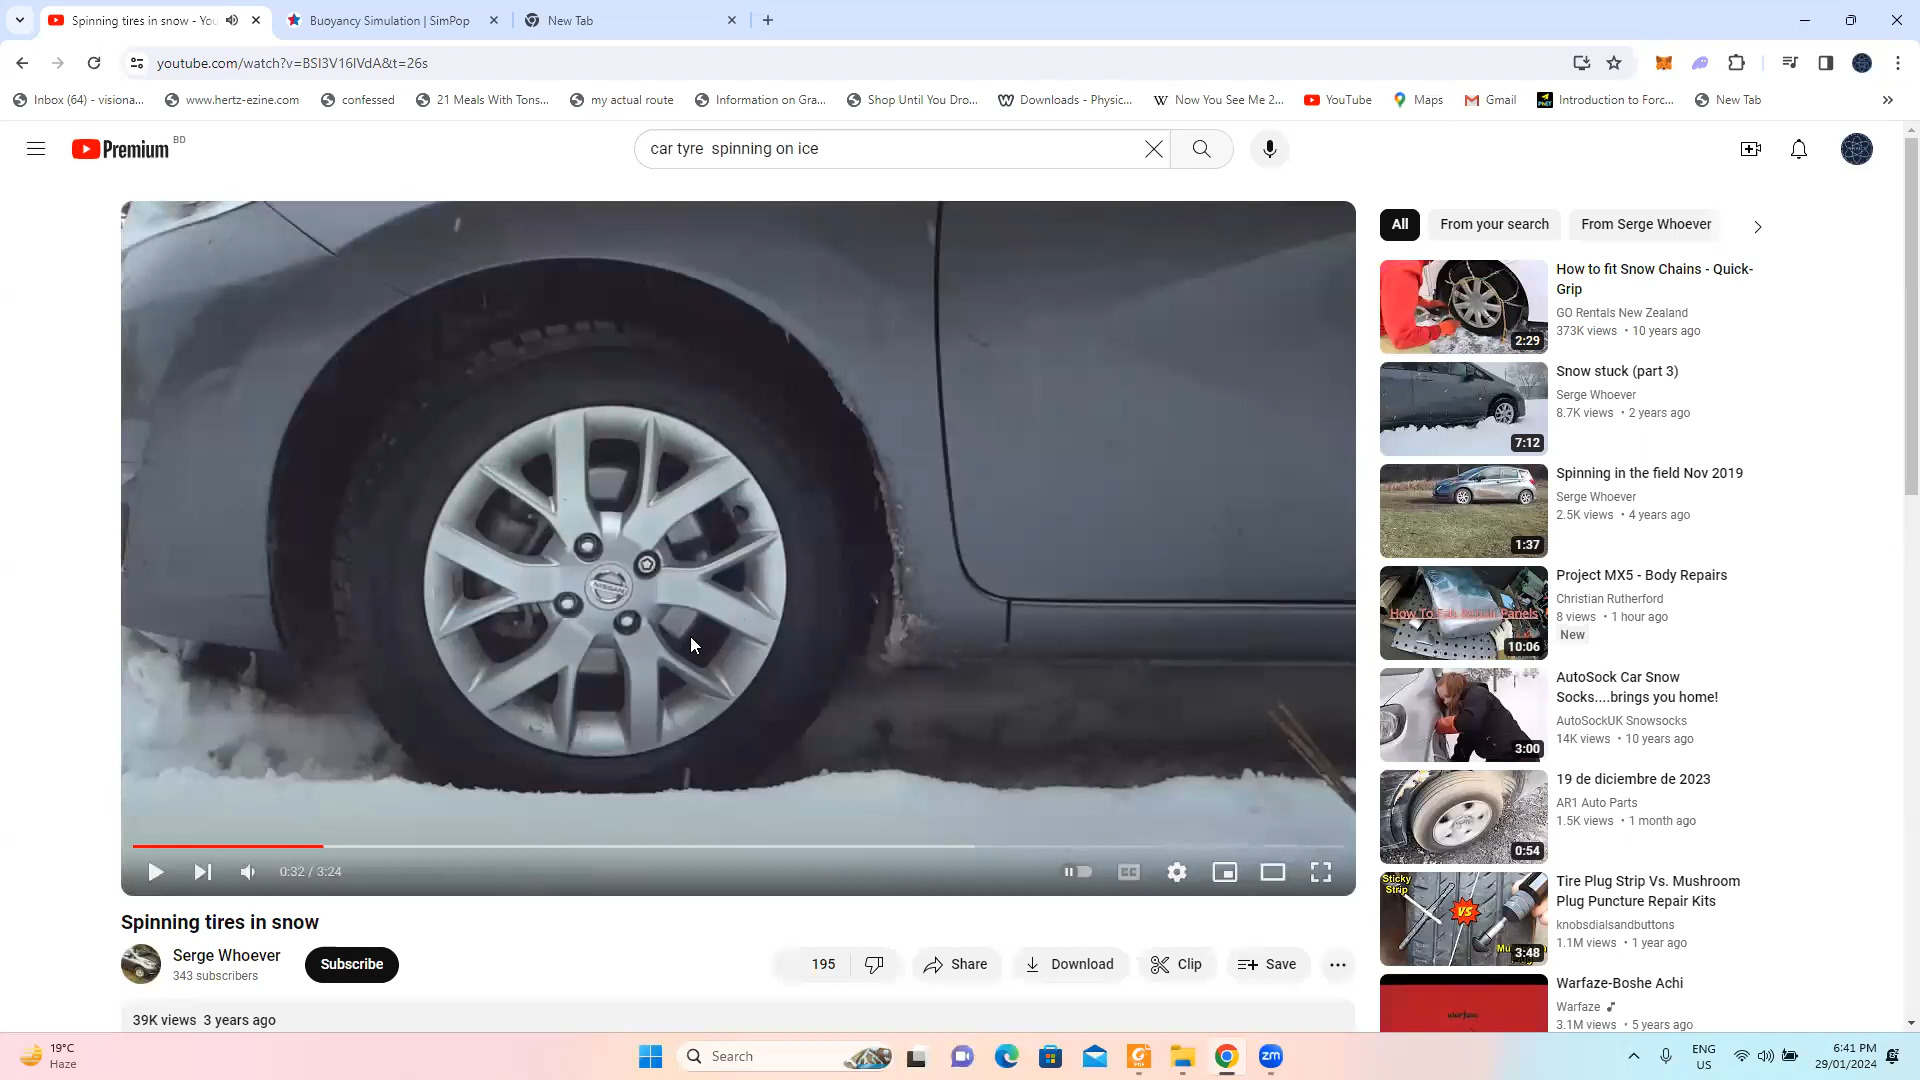 Spinning tires in snow - You
Buoyancy Simulation | SimPop
New Tab
youtube.com/watch?v=BSI3V16IVdA&t=26s
Inbox (64) - visiona...
www.hertz-ezine.com
confessed
21 Meals With Tons...
my actual route
Information on Gra...
Shop Until You Dro...
Downloads - Physic...
Now You See Me 2...
YouTube
Maps
Gmail
Introduction to Forc...
New Tab
Premium BD
car tyre spinning on ice
All
From your search
From Serge Whoever
How to fit Snow Chains - Quick-
Grip
GO Rentals New Zealand
373K views • 10 years ago
2:29
Snow stuck (part 3)
Serge Whoever
8.7K views • 2 years ago
7:12
Spinning in the field Nov 2019
Serge Whoever
2.5K views • 4 years ago
1:37
Project MX5 - Body Repairs
Christian Rutherford
8 views • 1 hour ago
New
How To Fab Repair Panels
10:06
AutoSock Car Snow
Socks....brings you home!
AutoSockUK Snowsocks
14K views • 10 years ago
3:00
19 de diciembre de 2023
AR1 Auto Parts
1.5K views • 1 month ago
0:54
Tire Plug Strip Vs. Mushroom
Plug Puncture Repair Kits
knobsdialsandbuttons
1.1M views • 1 year ago
Sticky
Strip
VS
3:48
Warfaze-Boshe Achi
Warfaze
3.1M views • 5 years ago
NISSAN
0:32 / 3:24
CC
Spinning tires in snow
Serge Whoever
343 subscribers
Subscribe
195
Share
Download
Clip
Save
39K views 3 years ago
19°C
Haze
Search
zm
ENG
US
6:41 PM
29/01/2024